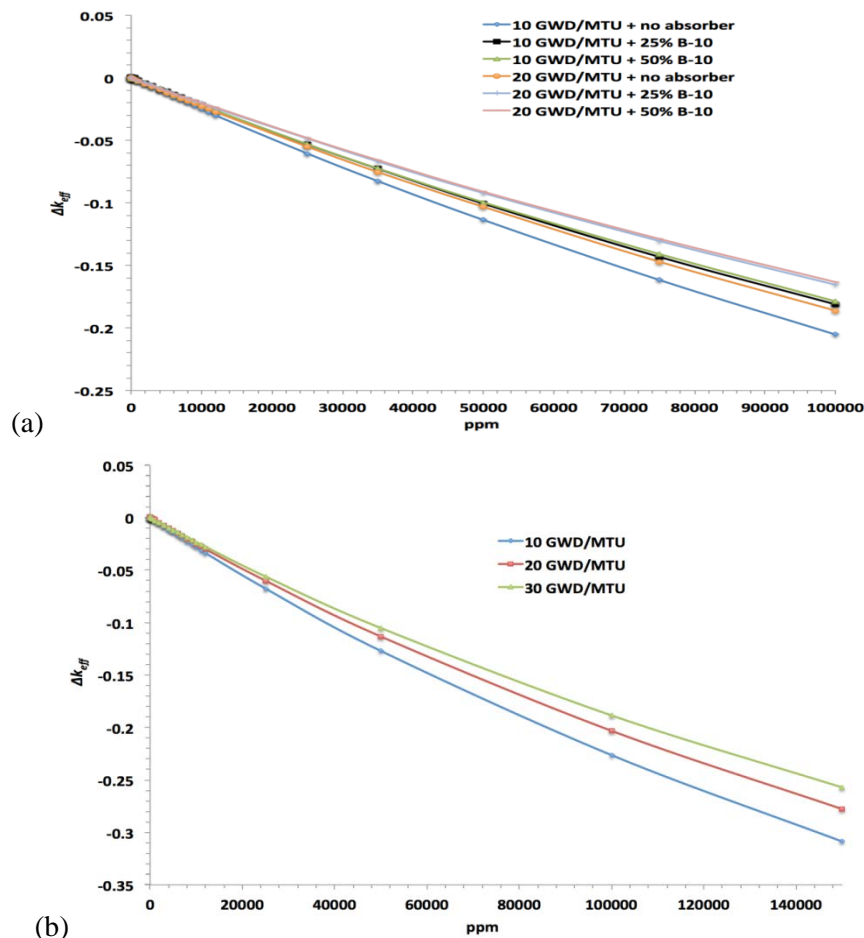 0.05
0
-0.05
-0.1
-0.15
-0.2
-0.25
Δk_eff
10 GWD/MTU + no absorber
10 GWD/MTU + 25% B-10
10 GWD/MTU + 50% B-10
20 GWD/MTU + no absorber
20 GWD/MTU + 25% B-10
20 GWD/MTU + 50% B-10
0 10000 20000 30000 40000 50000 60000 70000 80000 90000 100000
ppm
(a)
0.05
0
-0.05
-0.1
-0.15
-0.2
-0.25
-0.3
-0.35
Δk_eff
10 GWD/MTU
20 GWD/MTU
30 GWD/MTU
0 20000 40000 60000 80000 100000 120000 140000
ppm
(b)